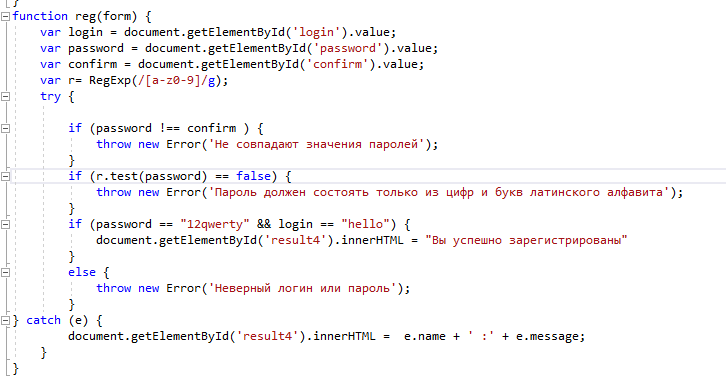 }
function reg(form) {
    var login = document.getElementById('login').value;
    var password = document.getElementById('password').value;
    var confirm = document.getElementById('confirm').value;
    var r= RegExp(/[a-z0-9]/g);
    try {
        if (password !== confirm ) {
            throw new Error('Не совпадают значения паролей');
        }
        if (r.test(password) == false) {
            throw new Error('Пароль должен состоять только из цифр и букв латинского алфавита');
        }
        if (password == "12qwerty" && login == "hello") {
            document.getElementById('result4').innerHTML = "Вы успешно зарегистрированы"
        }
        else {
            throw new Error('Неверный логин или пароль');
        }
} catch (e) {
        document.getElementById('result4').innerHTML =  e.name + ' :' + e.message;
    }
}